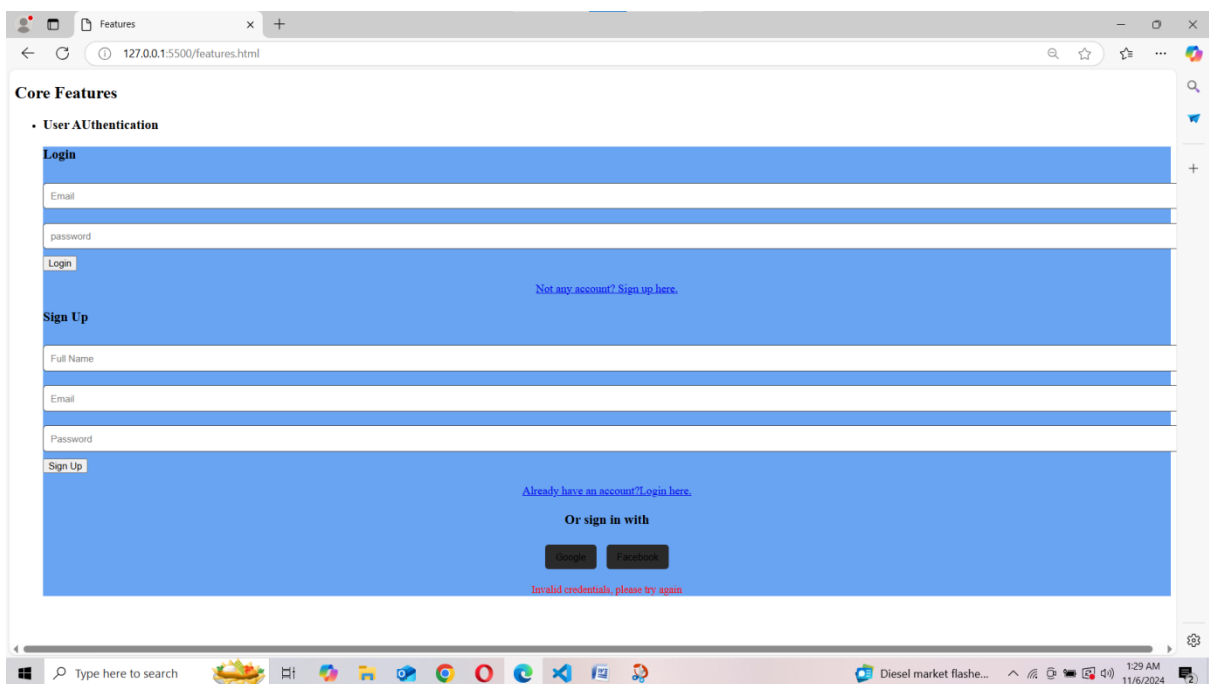 Features
127.0.0.1:5500/features.html
Core Features
User AUthentication
Login
Email
password
Login
Not any account? Sign up here.
Sign Up
Full Name
Email
Password
Sign Up
Already have an account?Login here.
Or sign in with
Google Facebook
Invalid credentials, please try again
Type here to search
Diesel market flashe...
1:29 AM
11/6/2024
2